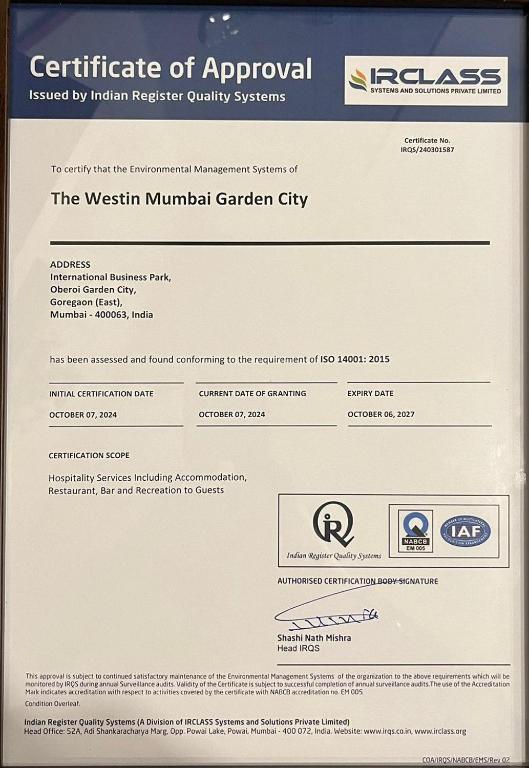 Certificate of Approval
Issued by Indian Register Quality Systems
IRCLASS
SYSTEMS AND SOLUTIONS PRIVATE LIMITED
Certificate No.
IRQS/240301587
To certify that the Environmental Management Systems of
The Westin Mumbai Garden City
ADDRESS
International Business Park,
Oberoi Garden City,
Goregaon (East),
Mumbai - 400063, India
has been assessed and found conforming to the requirement of ISO 14001: 2015
INITIAL CERTIFICATION DATE CURRENT DATE OF GRANTING EXPIRY DATE
OCTOBER 07, 2024 OCTOBER 07, 2024 OCTOBER 06, 2027
CERTIFICATION SCOPE
Hospitality Services Including Accommodation,
Restaurant, Bar and Recreation to Guests
IR
Indian Register Quality Systems
NABCB
EM 005
IAF
AUTHORISED CERTIFICATION BODY SIGNATURE
Shashi Nath Mishra
Head IRQS
This approval is subject to continued satisfactory maintenance of the Environmental Management Systems of the organization to the above requirements which will be
monitored by IRQS during annual Surveillance audits. Validity of the Certificate is subject to successful completion of annual surveillance audits.The use of the Accreditation
Mark indicates accreditation with respect to activities covered by the certificate with NABCB accreditation no. EM 005.
Condition Overleaf.
Indian Register Quality Systems (A Division of IRCLASS Systems and Solutions Private Limited)
Head Office: 52A, Adi Shankaracharya Marg, Opp. Powai Lake, Powai, Mumbai - 400 072, India. Website: www.irqs.co.in, www.irclass.org
COA/IRQS/NABCB/EMS/Rev 02